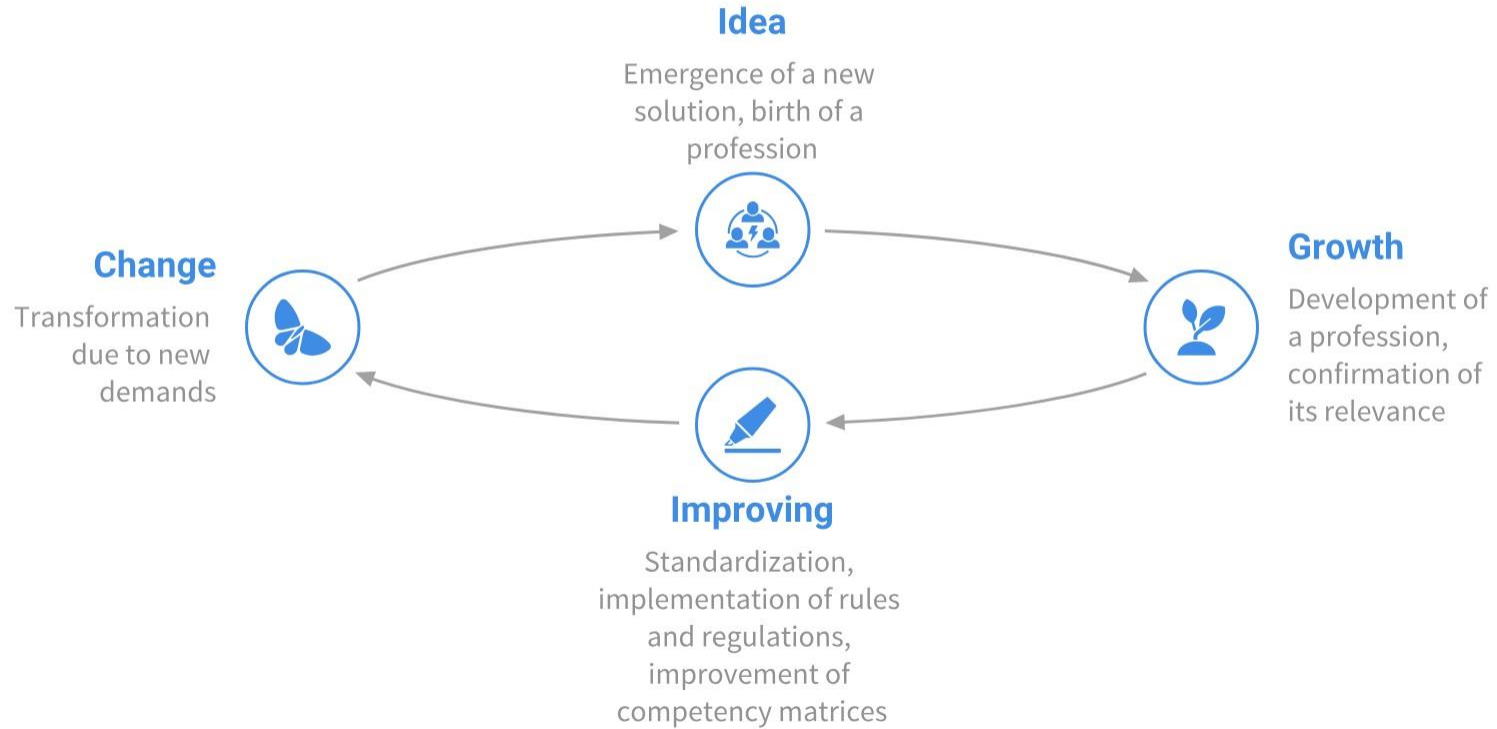 Idea
Emergence of a new
solution, birth of a
profession
Growth
Development of
a profession,
confirmation of
its relevance
Improving
Standardization,
implementation of rules
and regulations,
improvement of
competency matrices
Change
Transformation
due to new
demands